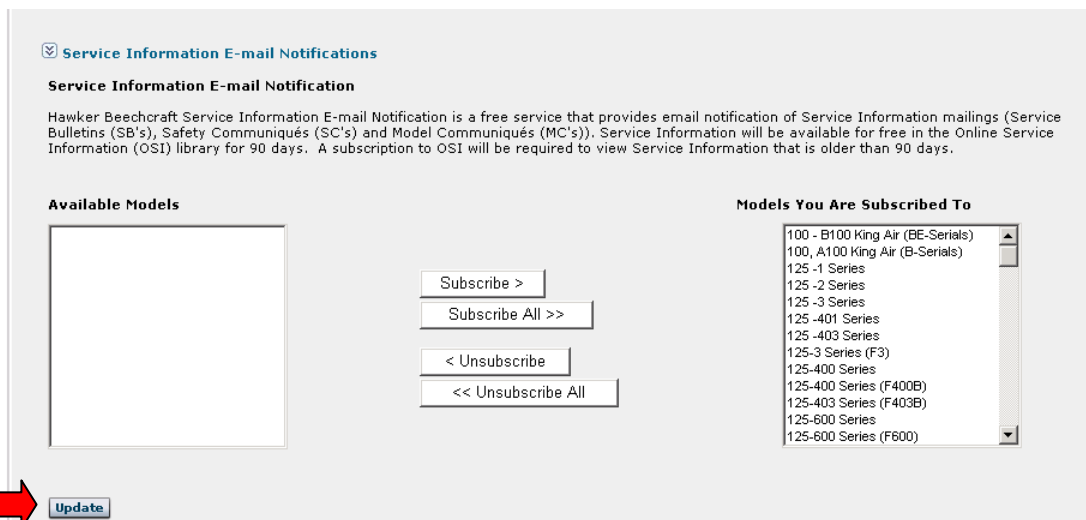 Service Information E-mail Notifications
Service Information E-mail Notification
Hawker Beechcraft Service Information E-mail Notification is a free service that provides email notification of Service Information mailings (Service
Bulletins (SB's), Safety Communiqués (SC's) and Model Communiqués (MC's)). Service Information will be available for free in the Online Service
Information (OSI) library for 90 days.  A subscription to OSI will be required to view Service Information that is older than 90 days.
Available Models
Models You Are Subscribed To
Subscribe >
Subscribe All >>
< Unsubscribe
<< Unsubscribe All
100 - B100 King Air (BE-Serials)
100, A100 King Air (B-Serials)
125 -1 Series
125 -2 Series
125 -3 Series
125 -401 Series
125 -403 Series
125-3 Series (F3)
125-400 Series
125-400 Series (F400B)
125-403 Series (F403B)
125-600 Series
125-600 Series (F600)
Update